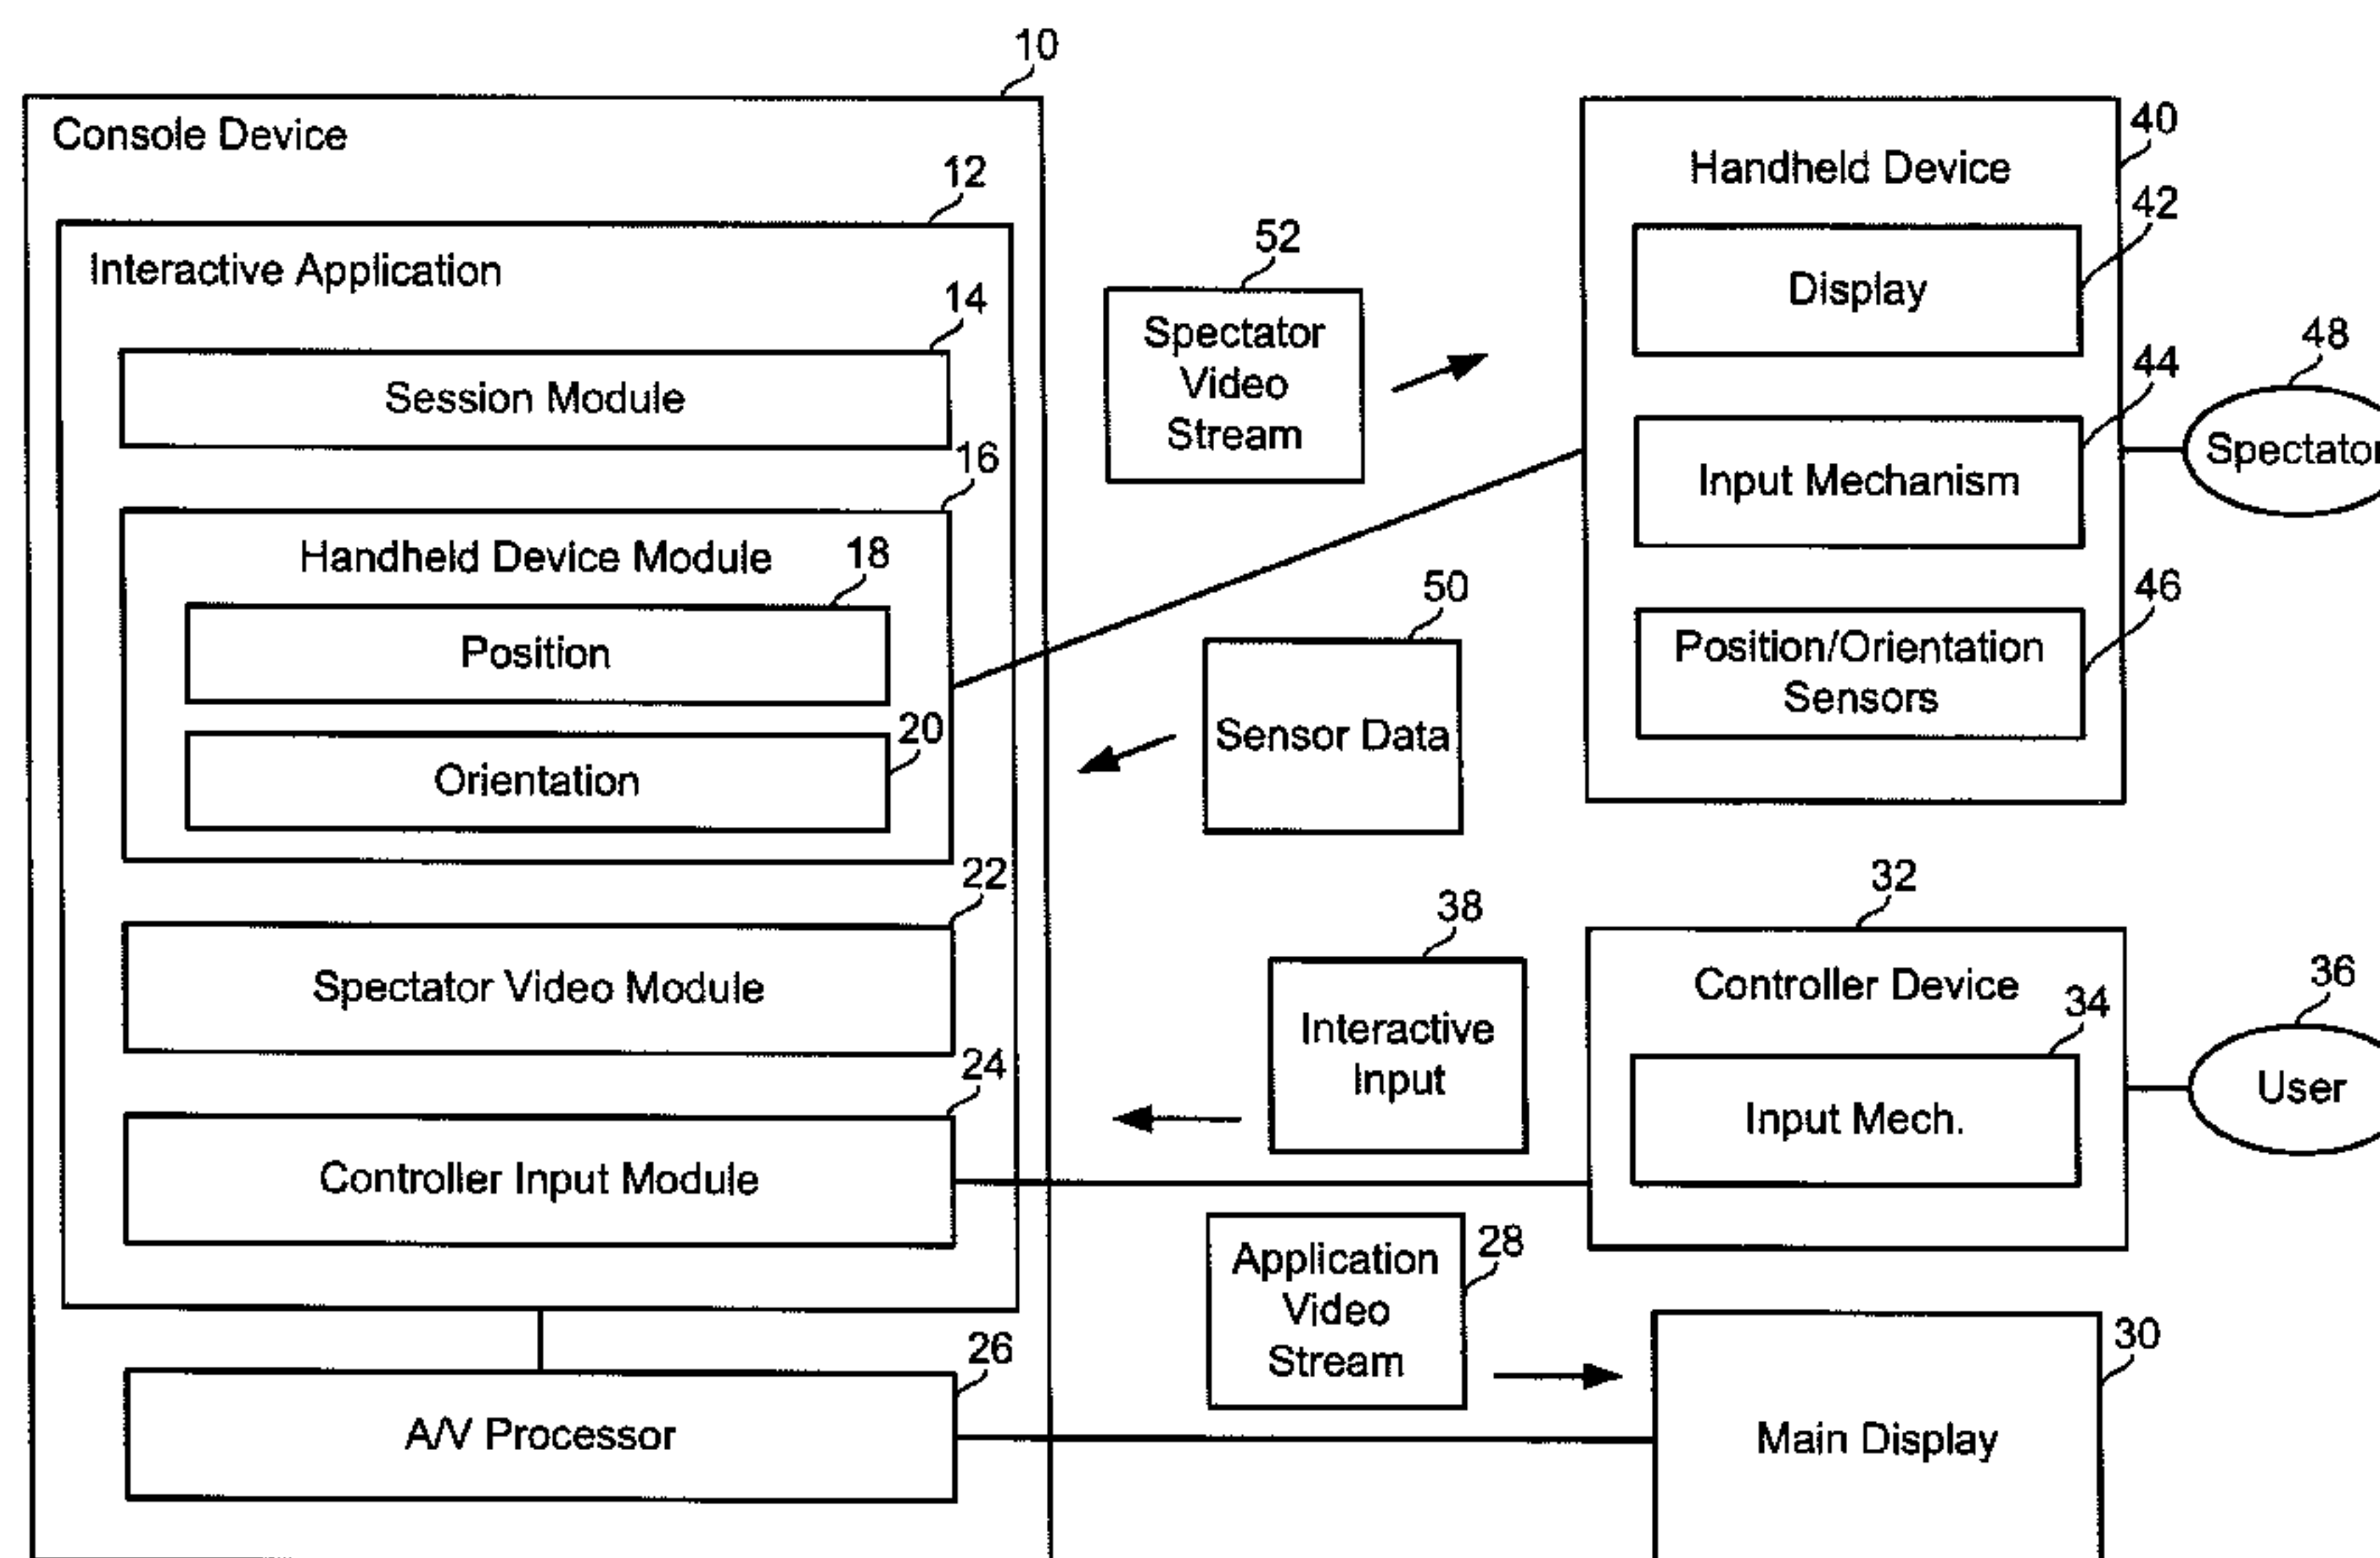 10
Console Device
12
Interactive Application
14
Session Module
16
Handheld Device Module
18
Position
20
Orientation
22
Spectator Video Module
24
Controller Input Module
26
A/V Processor
52
Spectator
Video
Stream
50
Sensor Data
38
Interactive
Input
28
Application
Video
Stream
40
Handheld Device
42
Display
44
Input Mechanism
46
Position/Orientation
Sensors
48
Spectator
32
Controller Device
34
Input Mech.
36
User
30
Main Display